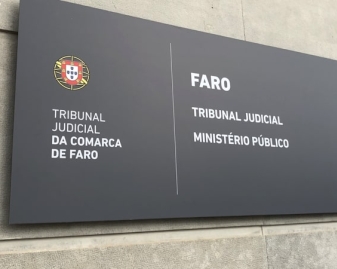 TRIBUNAL
JUDICIAL
DA COMARCA
DE FARO
FARO
TRIBUNAL JUDICIAL
MINISTÉRIO PÚBLICO